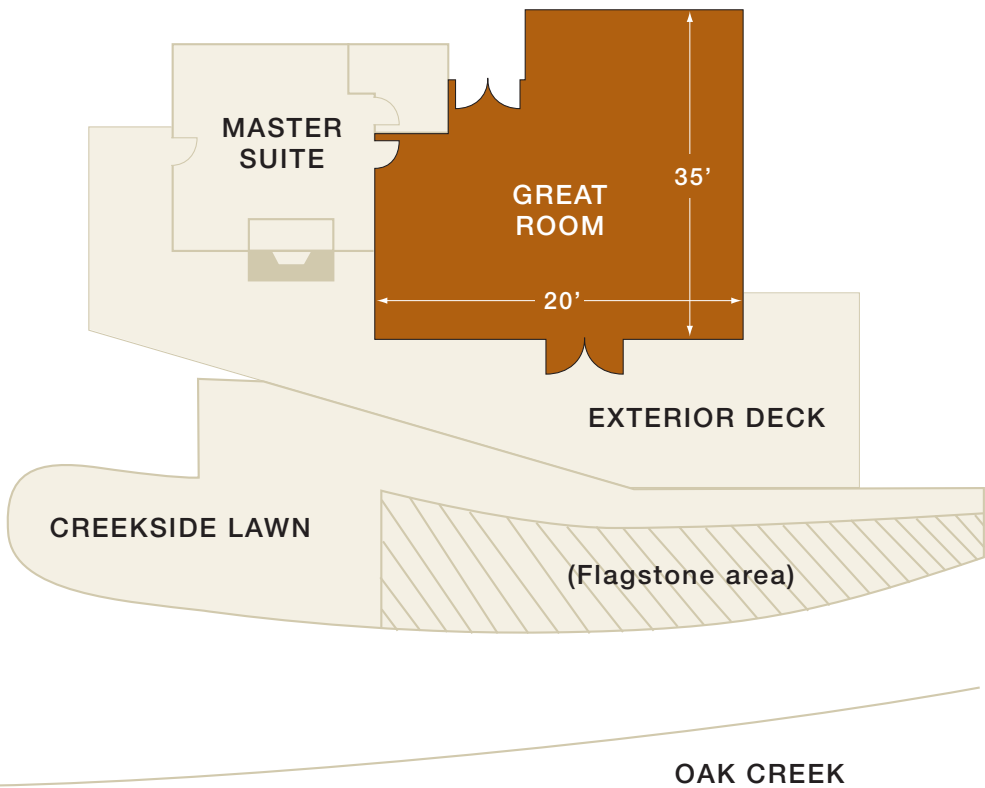 MASTER
SUITE
GREAT
ROOM
35’
20’
EXTERIOR DECK
CREEKSIDE LAWN
(Flagstone area)
OAK CREEK